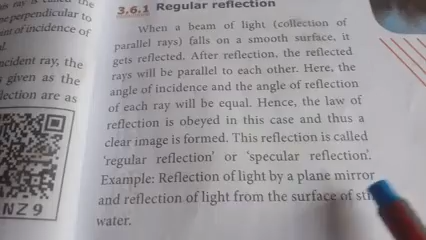 3.6.1 Regular reflection
When a beam of light (collection of
parallel rays) falls on a smooth surface, it
gets reflected. After reflection, the reflected
rays will be parallel to each other. Here, the
angle of incidence and the angle of reflection
of each ray will be equal. Hence, the law of
reflection is obeyed in this case and thus a
clear image is formed. This reflection is called
'regular reflection' or 'specular reflection'.
Example: Reflection of light by a plane mirror
and reflection of light from the surface of
water.
the
perpendicular to
of incidence of
ncident ray, the
given as the
lection are as
NZ9